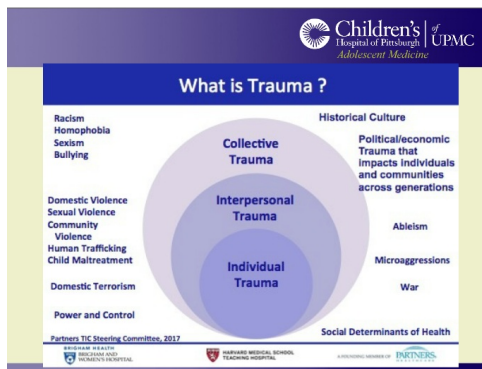 Children's
Hospital of Pittsburgh
of
UPMC
Adolescent Medicine
What is Trauma ?
Racism
Homophobia
Sexism
Bullying
Domestic Violence
Sexual Violence
Community
Violence
Human Trafficking
Child Maltreatment
Domestic Terrorism
Power and Control
Collective
Trauma
Interpersonal
Trauma
Individual
Trauma
Historical Culture
Political/economic
Trauma that
impacts individuals
and communities
across generations
Ableism
Microaggressions
War
Social Determinants of Health
Partners TIC Steering Committee, 2017
BRIGHAM HEALTH
BRIGHAM AND
WOMEN'S HOSPITAL
HARVARD MEDICAL SCHOOL
TEACHING HOSPITAL
A FOUNDING MEMBER OF
PARTNERS